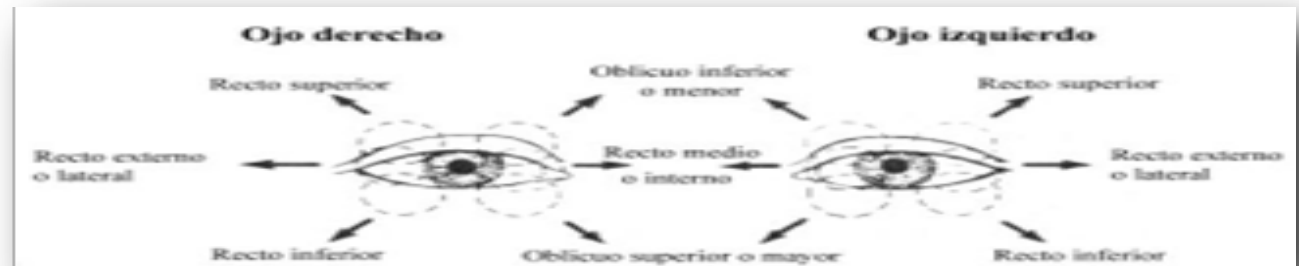 Ojo derecho
Ojo izquierdo
Recto superior
Oblicuo inferior
o menor
Recto superior
Recto externo
o lateral
Recto medio
o interno
Recto externo
o lateral
Recto inferior
Oblicuo superior o mayor
Recto inferior